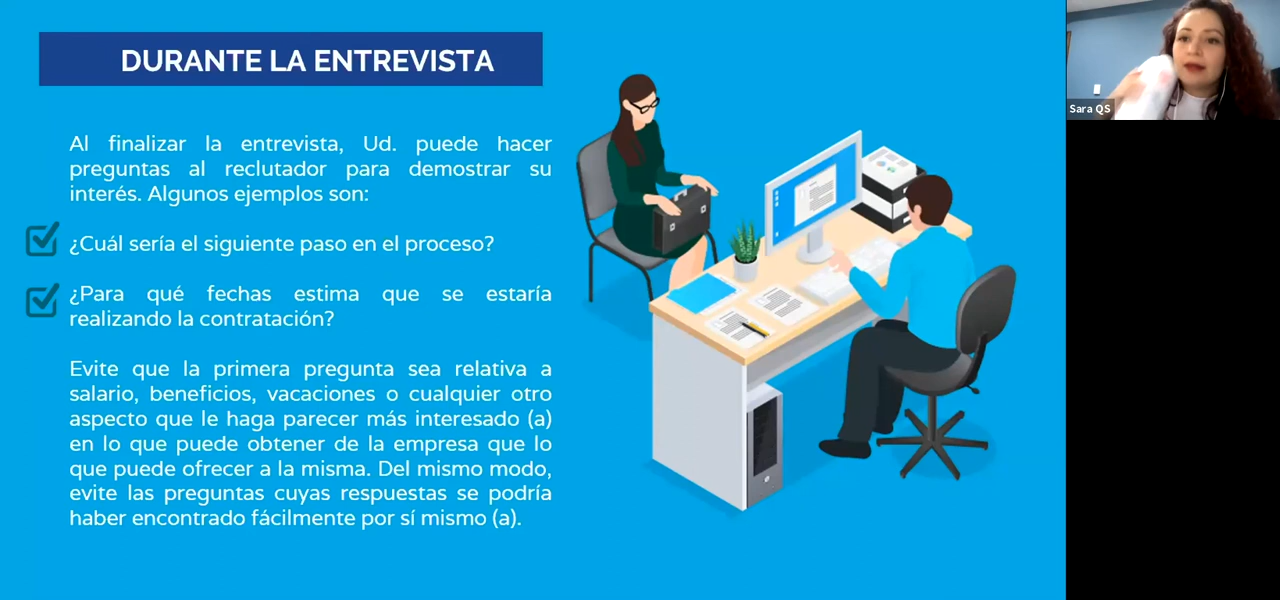 DURANTE LA ENTREVISTA
Al finalizar la entrevista, Ud. puede hacer
preguntas al reclutador para demostrar su
interés. Algunos ejemplos son:
¿Cuál sería el siguiente paso en el proceso?
¿Para qué fechas estima que se estaría
realizando la contratación?
Evite que la primera pregunta sea relativa a
salario, beneficios, vacaciones o cualquier otro
aspecto que le haga parecer más interesado (a)
en lo que puede obtener de la empresa que lo
que puede ofrecer a la misma. Del mismo modo,
evite las preguntas cuyas respuestas se podría
haber encontrado fácilmente por sí mismo (a).
Sara QS